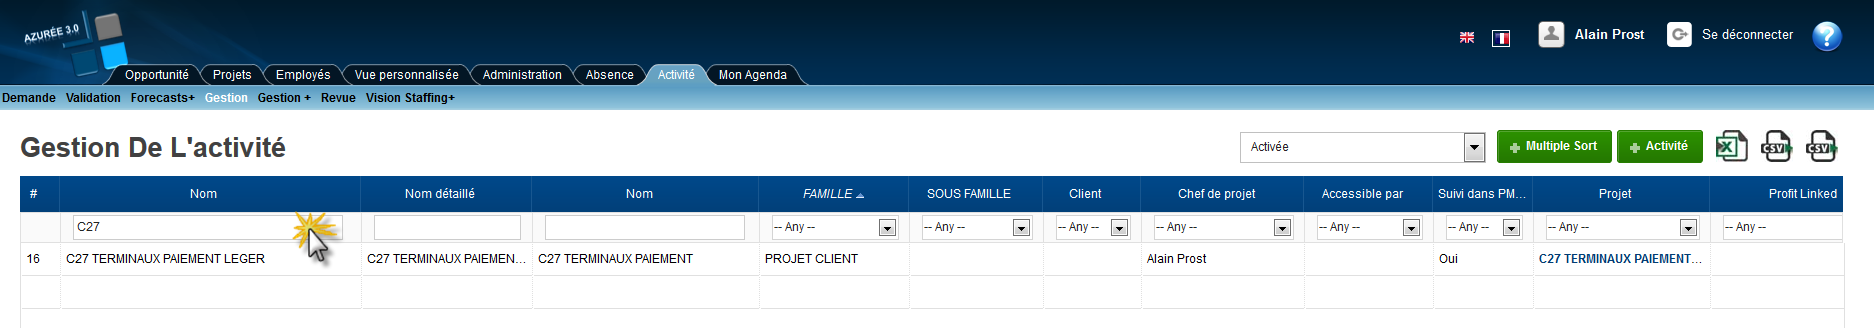 AZURÉE 3.0
Alain Prost
Se déconnecter
?
Opportunité Projets Employés Vue personnalisée Administration Absence Activité Mon Agenda
Demande Validation Forecasts+ Gestion Gestion + Revue Vision Staffing+
Gestion De L'activité
Activée
Multiple Sort
Activité
CSV
CSV
# Nom Nom détaillé Nom FAMILLE SOUS FAMILLE Client Chef de projet Accessible par Suivi dans PM... Projet Profit Linked
C27 -- Any -- -- Any -- -- Any -- -- Any -- -- Any -- -- Any -- -- Any -- -- Any --
16 C27 TERMINAUX PAIEMENT LEGER C27 TERMINAUX PAIEMEN... C27 TERMINAUX PAIEMENT PROJET CLIENT Alain Prost Oui C27 TERMINAUX PAIEMENT...